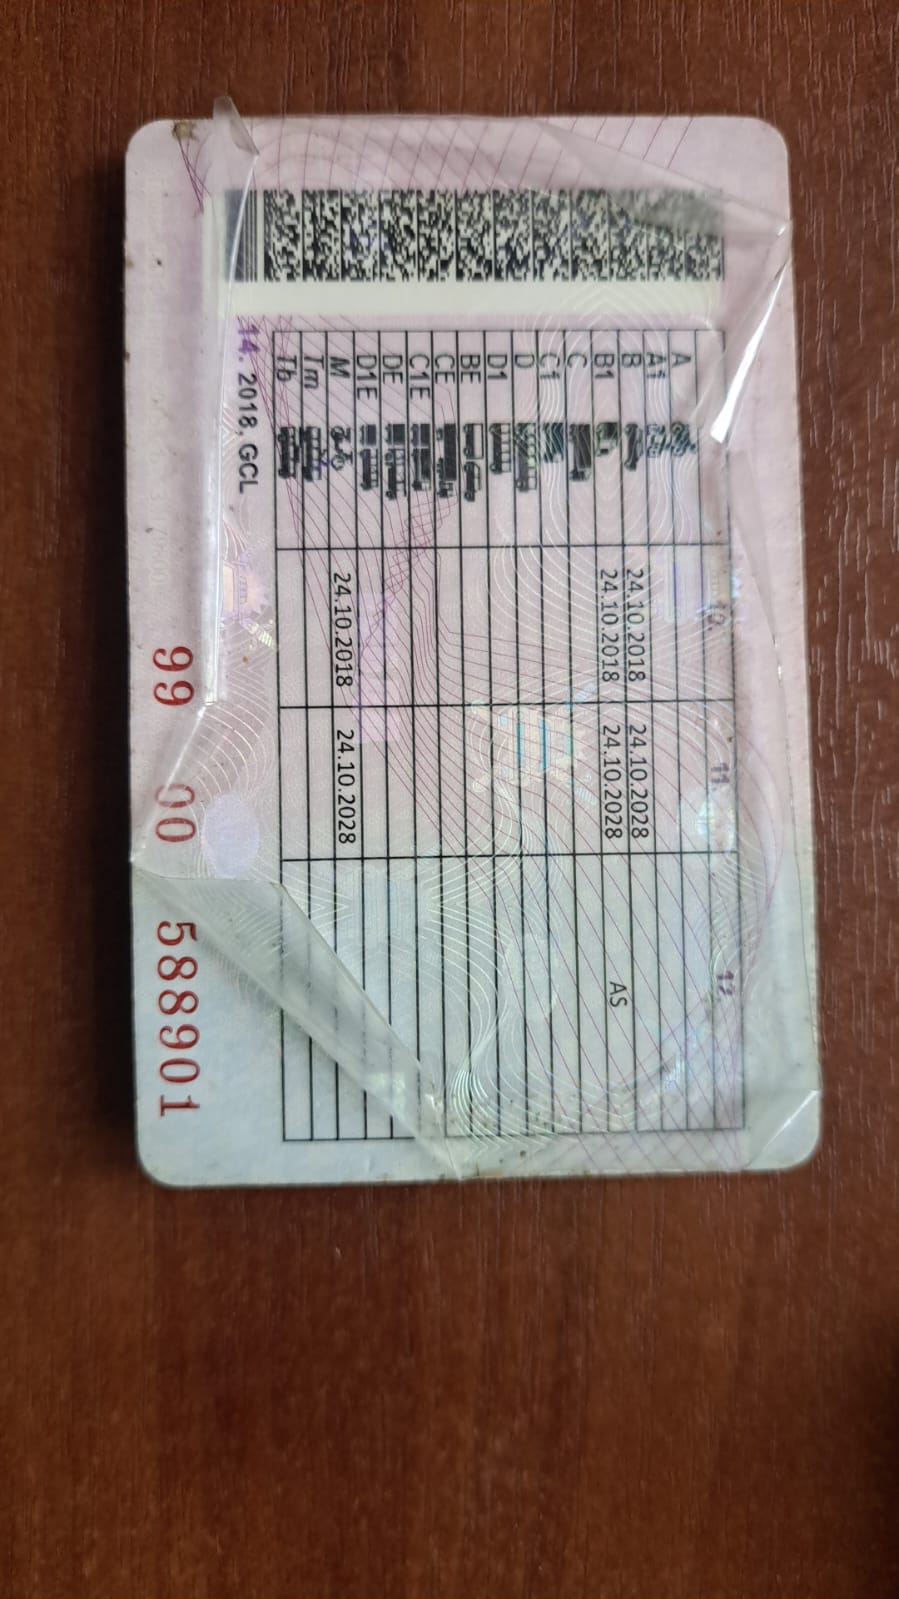 10. 11. 12.
A
A1
B 24.10.2018 24.10.2028
B1 24.10.2018 24.10.2028 AS
C
C1
D
D1
BE
CE
C1E
DE
D1E
M 24.10.2018 24.10.2028
Tm
Tb
14. 2018, GCL
99 00 588901